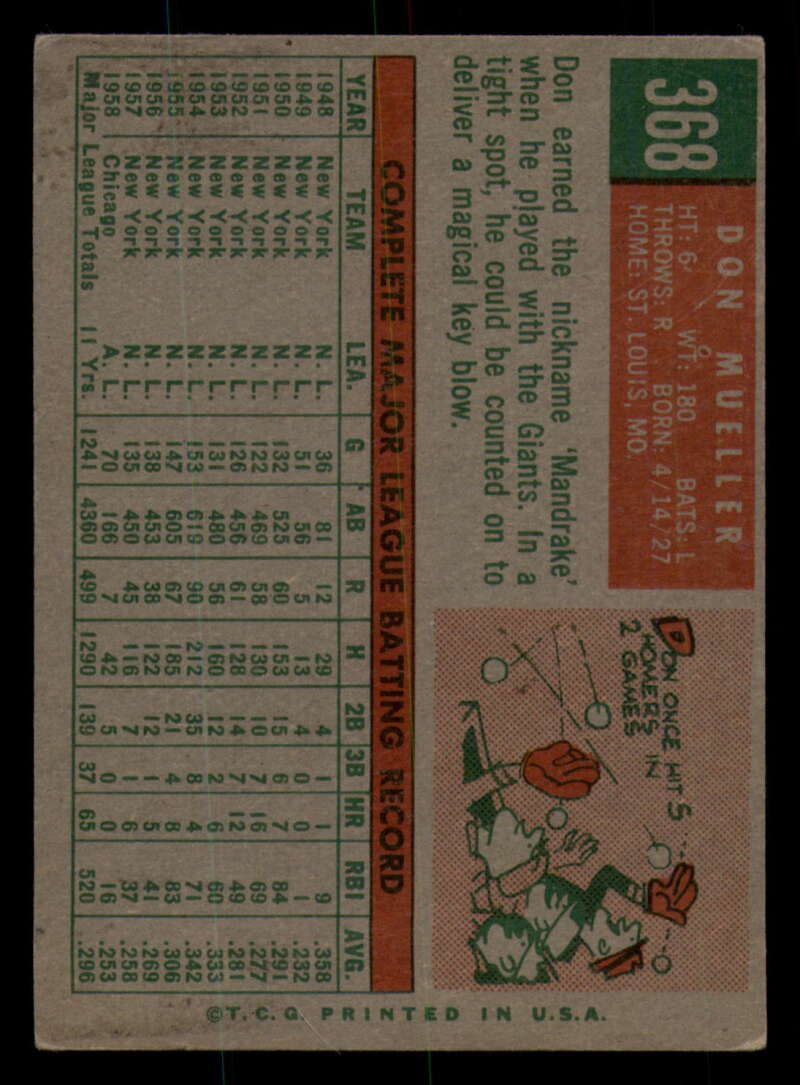 368
DON MUELLER
HT: 6 WT: 180 BATS: L
THROWS: R BORN: 4/14/27
HOME: ST. LOUIS, MO.
Don earned the nickname 'Mandrake'
when he played with the Giants. In a
tight spot, he could be counted on to
deliver a magical key blow.
DON ONCE HIT 5
HOMERS IN
2 GAMES
COMPLETE MAJOR LEAGUE BATTING RECORD
YEAR TEAM LEA. G AB R H 2B 3B HR RBI AVG.
1948 New York N. L. 36 81 12 29 4 1 1 9 .358
1949 New York N. L. 51 56 5 13 4 0 0 1 .232
1950 New York N. L. 132 525 60 153 15 6 7 84 .291
1951 New York N. L. 122 469 58 130 10 7 16 69 .277
1952 New York N. L. 126 456 61 128 14 7 12 49 .281
1953 New York N. L. 131 480 56 160 12 2 6 60 .333
1954 New York N. L. 153 619 90 212 35 8 4 71 .342
1955 New York N. L. 147 605 67 185 21 4 8 83 .306
1956 New York N. L. 138 453 38 122 12 1 5 41 .269
1957 New York N. L. 135 450 45 116 7 1 6 37 .258
1958 Chicago A. L. 70 166 7 42 5 0 0 16 .253
Major League Totals 11 Yrs. 1241 4360 499 1290 139 37 65 520 .296
©T.C.G. PRINTED IN U.S.A.